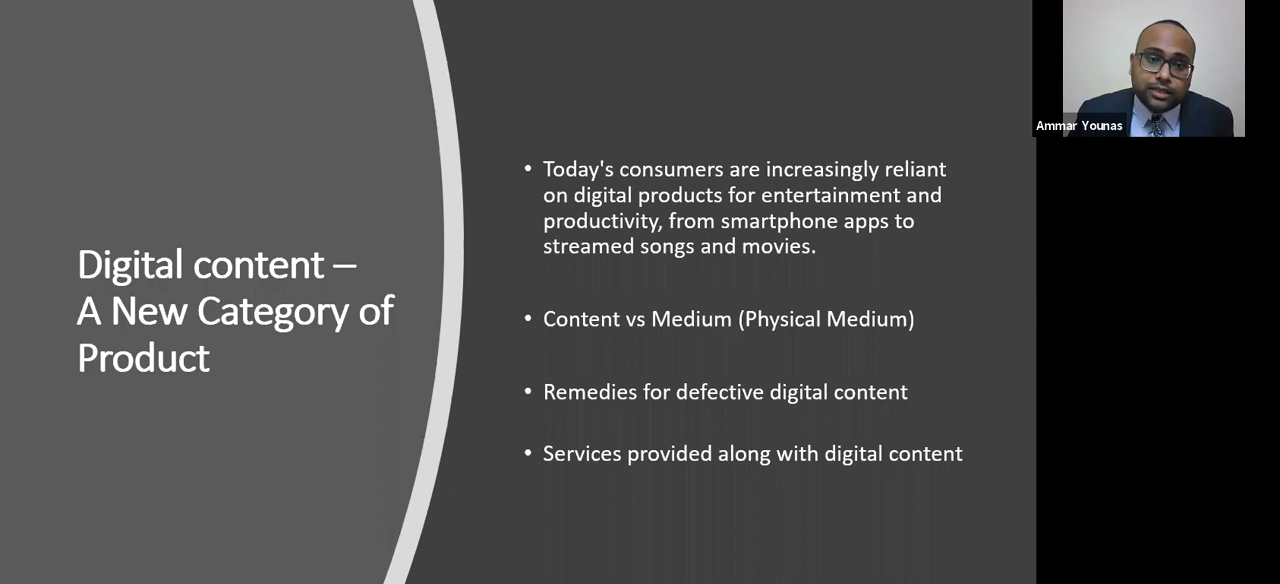 Digital content –
A New Category of
Product
• Today's consumers are increasingly reliant
on digital products for entertainment and
productivity, from smartphone apps to
streamed songs and movies.
• Content vs Medium (Physical Medium)
• Remedies for defective digital content
• Services provided along with digital content
Ammar Younas